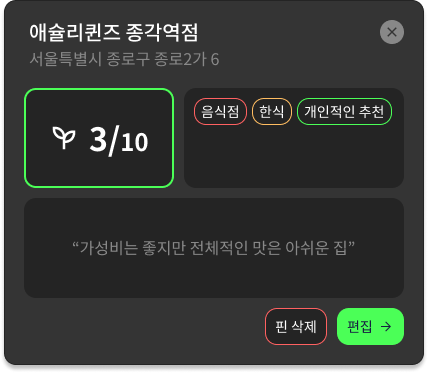 애슐리퀸즈 종각역점
서울특별시 종로구 종로2가 6
3/10
음식점 한식 개인적인 추천
“가성비는 좋지만 전체적인 맛은 아쉬운 집”
핀 삭제 편집 →